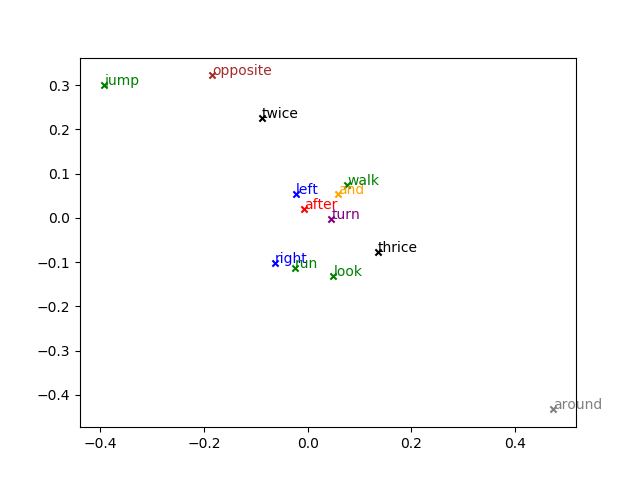 opposite
jump
0.3
twice
0.2
walk
0.1
left
and
after
turn
0.0
thrice
right
run
look
−0.1
−0.2
−0.3
−0.4
around
−0.4
−0.2
0.0
0.2
0.4